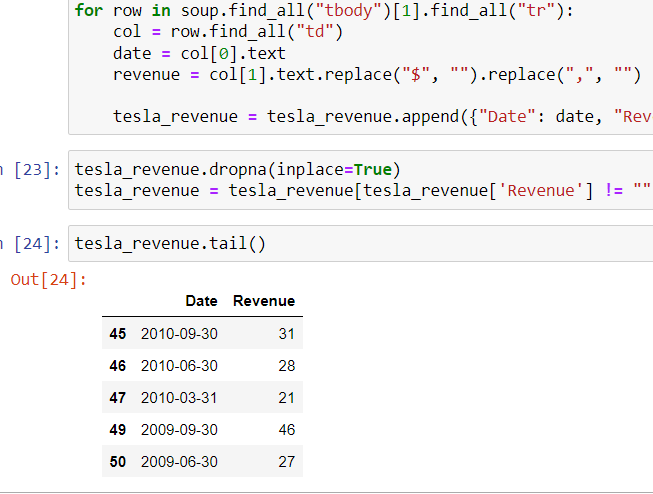 for row in soup.find_all("tbody")[1].find_all("tr"):
    col = row.find_all("td")
    date = col[0].text
    revenue = col[1].text.replace("$", "").replace(",", "")
    tesla_revenue = tesla_revenue.append({"Date": date, "Rev
n [23]: tesla_revenue.dropna(inplace=True)
tesla_revenue = tesla_revenue[tesla_revenue['Revenue'] != ""
n [24]: tesla_revenue.tail()
Out[24]:
Date Revenue
45 2010-09-30 31
46 2010-06-30 28
47 2010-03-31 21
49 2009-09-30 46
50 2009-06-30 27